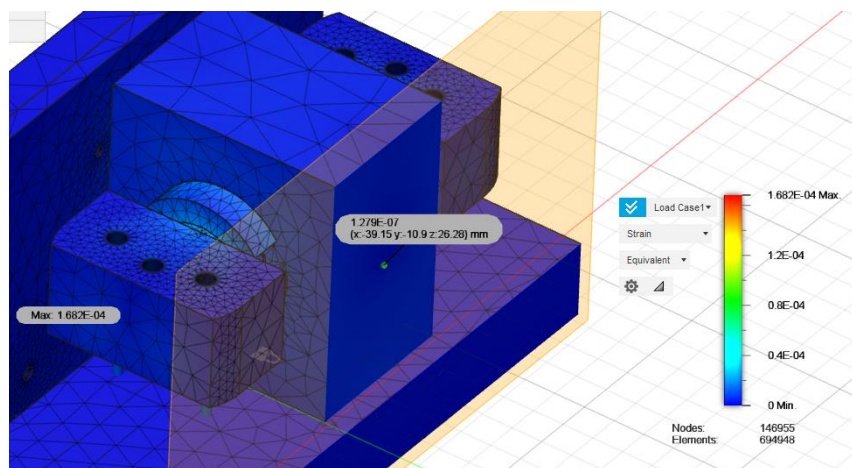 1.279E-07
(x:-39.15 y:-10.9 z:26.28) mm
Max: 1.682E-04
Load Case1
Strain
Equivalent
1.682E-04 Max.
1.2E-04
0.8E-04
0.4E-04
0 Min.
Nodes: 146955
Elements: 694948